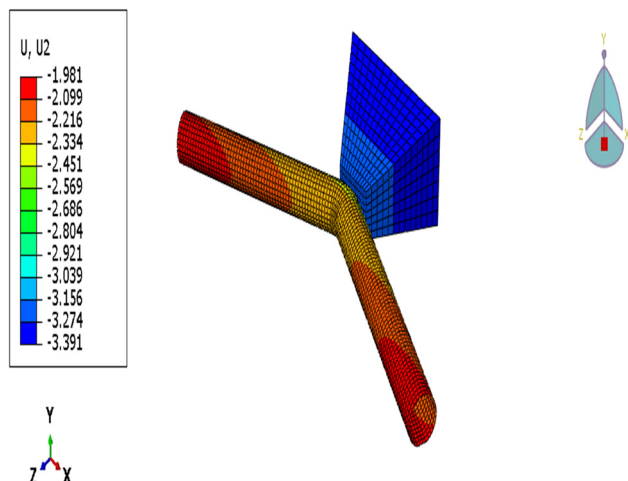 U, U2
-1.981
-2.099
-2.216
-2.334
-2.451
-2.569
-2.686
-2.804
-2.921
-3.039
-3.156
-3.274
-3.391
Y
Z
X
Y
Z X